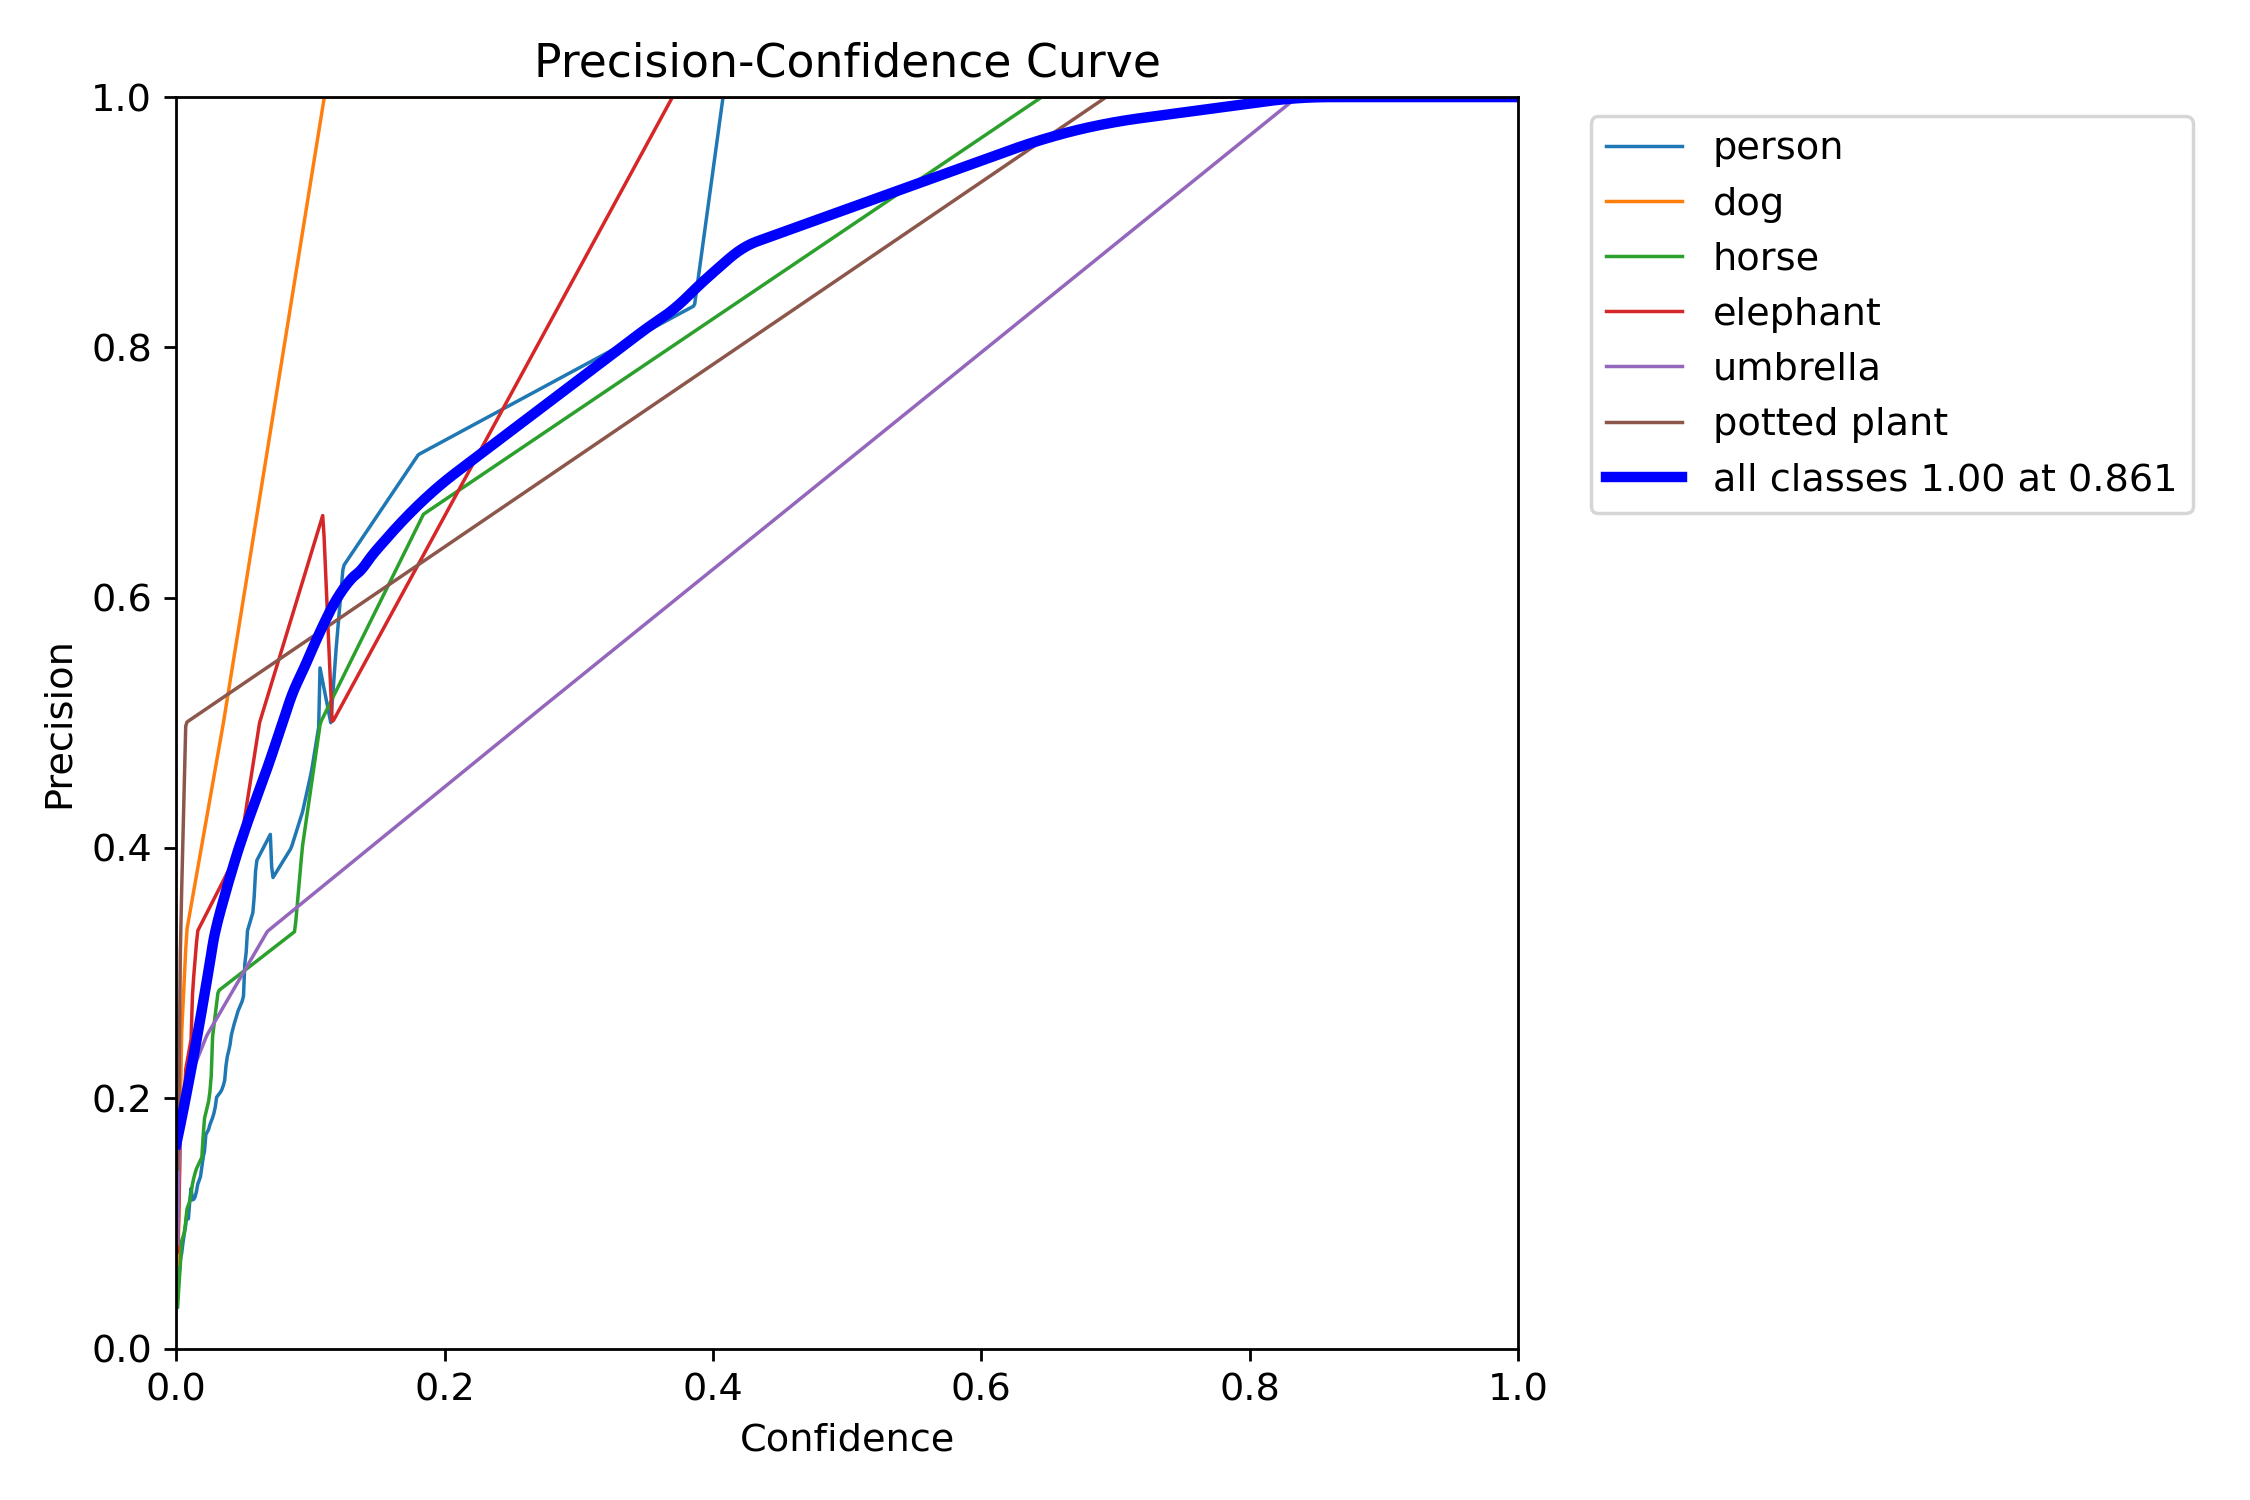 Precision-Confidence Curve
1.0
0.8
0.6
0.4
0.2
0.0
Precision
0.0 0.2 0.4 0.6 0.8 1.0
Confidence
person
dog
horse
elephant
umbrella
potted plant
all classes 1.00 at 0.861